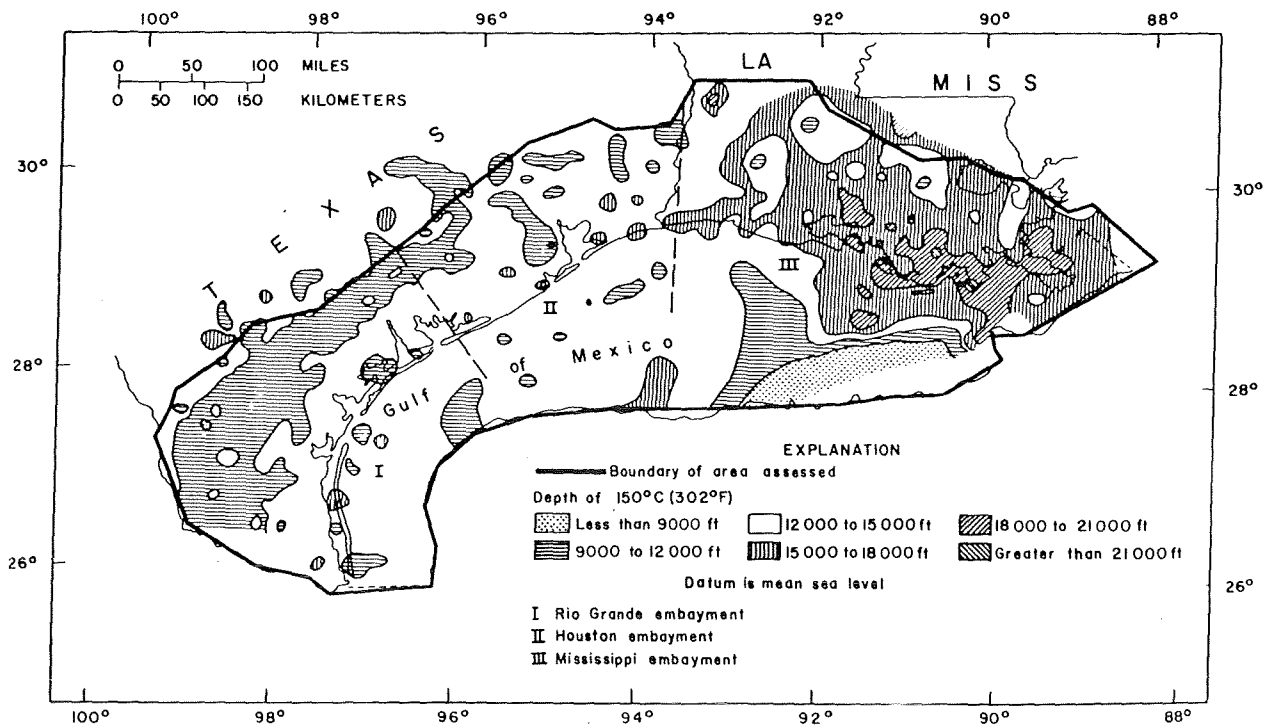 100° 98° 96° 94° 92° 90° 88°
LA
MISS
0 50 100 MILES
0 50 100 150 KILOMETERS
TEXAS
30° 30°
III
II
28° 28°
Gulf of Mexico
I
EXPLANATION
Boundary of area assessed
Depth of 150°C (302°F)
Less than 9000 ft 12 000 to 15 000 ft 18 000 to 21 000 ft
9000 to 12 000 ft 15 000 to 18 000 ft Greater than 21 000 ft
Datum is mean sea level
26° 26°
I Rio Grande embayment
II Houston embayment
III Mississippi embayment
100° 98° 96° 94° 92° 90° 88°